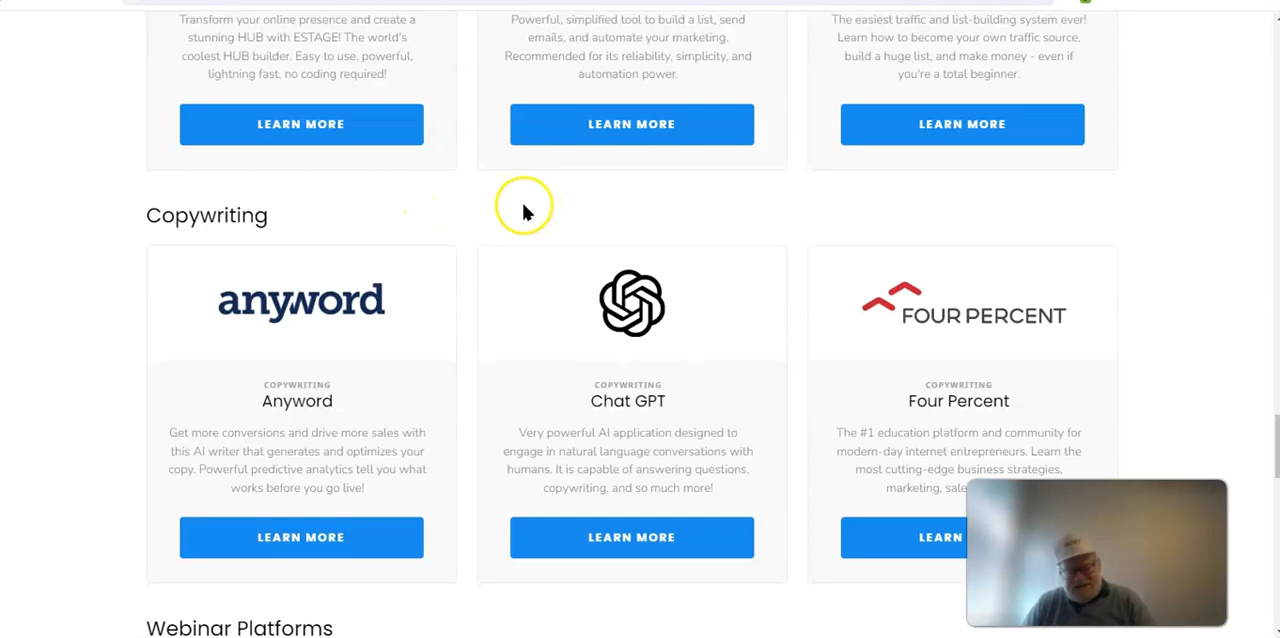 Transform your online presence and create a
stunning HUB with ESTAGE! The world's
coolest HUB builder. Easy to use, powerful,
lightning fast, no coding required!
LEARN MORE
Powerful, simplified tool to build a list, send
emails, and automate your marketing.
Recommended for its reliability, simplicity, and
automation power.
LEARN MORE
The easiest traffic and list-building system ever!
Learn how to become your own traffic source,
build a huge list, and make money - even if
you're a total beginner.
LEARN MORE
Copywriting
anyword
COPYWRITING
Anyword
Get more conversions and drive more sales with
this AI writer that generates and optimizes your
copy. Powerful predictive analytics tell you what
works before you go live!
LEARN MORE
COPYWRITING
Chat GPT
Very powerful AI application designed to
engage in natural language conversations with
humans. It is capable of answering questions,
copywriting, and so much more!
LEARN MORE
FOUR PERCENT
COPYWRITING
Four Percent
The #1 education platform and community for
modern-day internet entrepreneurs. Learn the
most cutting-edge business strategies,
marketing,
LEARN
Webinar Platforms